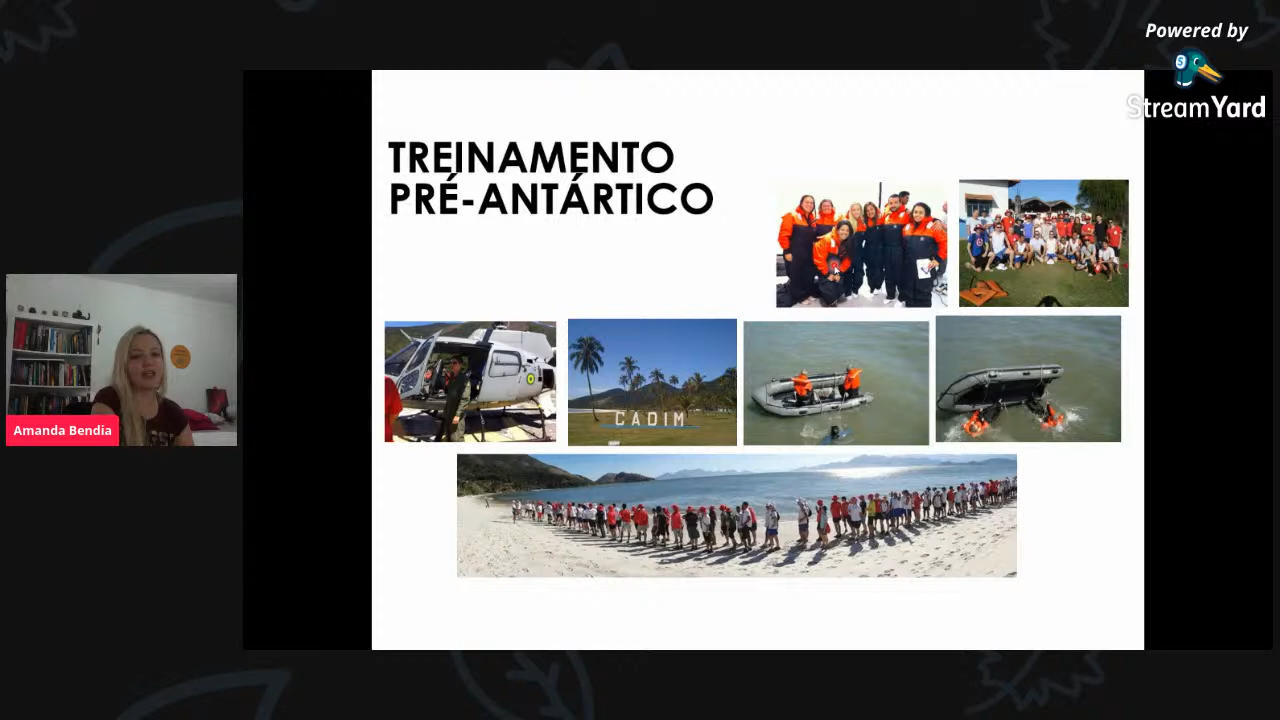 Powered by
StreamYard
TREINAMENTO
PRÉ-ANTÁRTICO
CADIM
Amanda Bendia